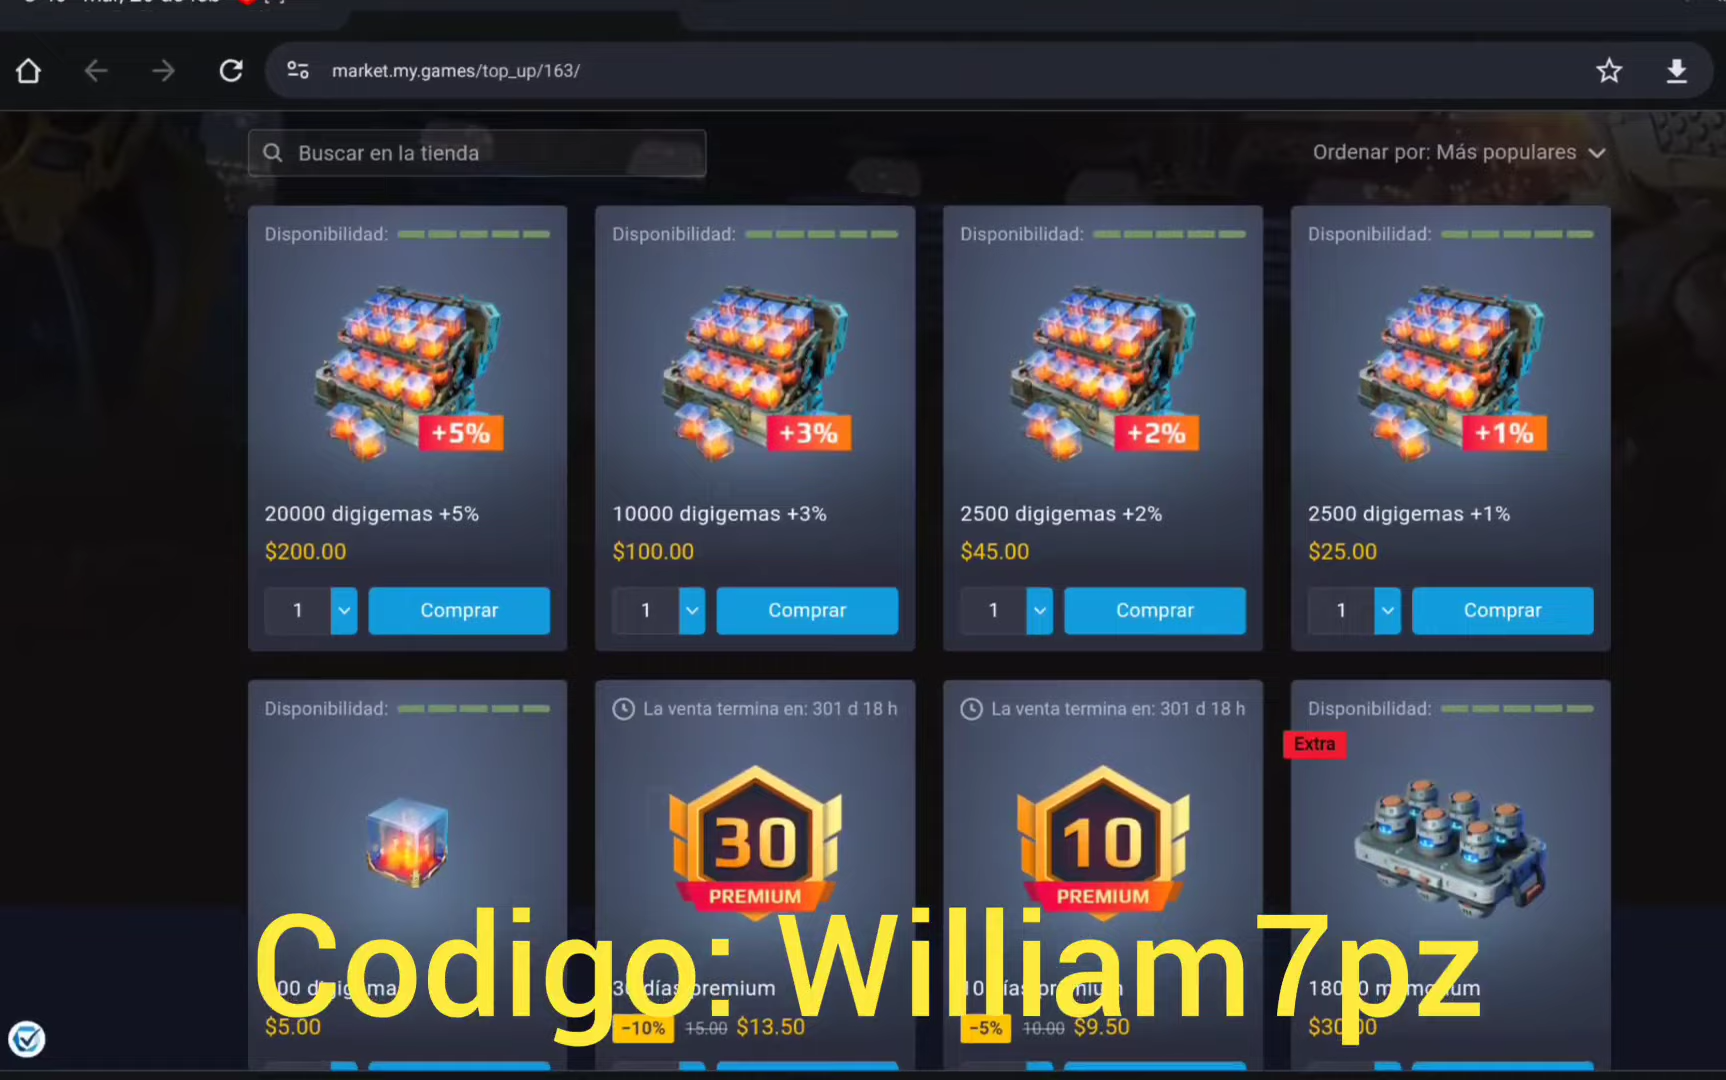 market.my.games/top_up/163/
Buscar en la tienda
Ordenar por: Más populares
Disponibilidad:
Disponibilidad:
Disponibilidad:
Disponibilidad:
+5%
+3%
+2%
+1%
20000 digigemas +5%
10000 digigemas +3%
2500 digigemas +2%
2500 digigemas +1%
$200.00
$100.00
$45.00
$25.00
1
Comprar
1
Comprar
1
Comprar
1
Comprar
Disponibilidad:
La venta termina en: 301 d 18 h
La venta termina en: 301 d 18 h
Disponibilidad:
Extra
30
PREMIUM
10
PREMIUM
Codigo: William7pz
días premium
$5.00
-10% 15.00 $13.50
-5% 10.00 $9.50